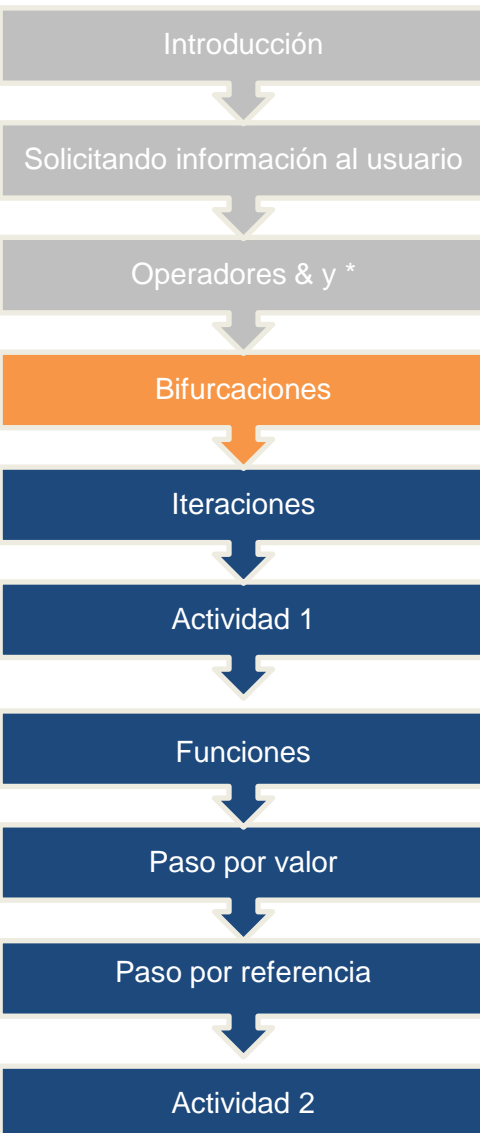 Introducción
Solicitando información al usuario
Operadores & y *
Bifurcaciones
Iteraciones
Actividad 1
Funciones
Paso por valor
Paso por referencia
Actividad 2